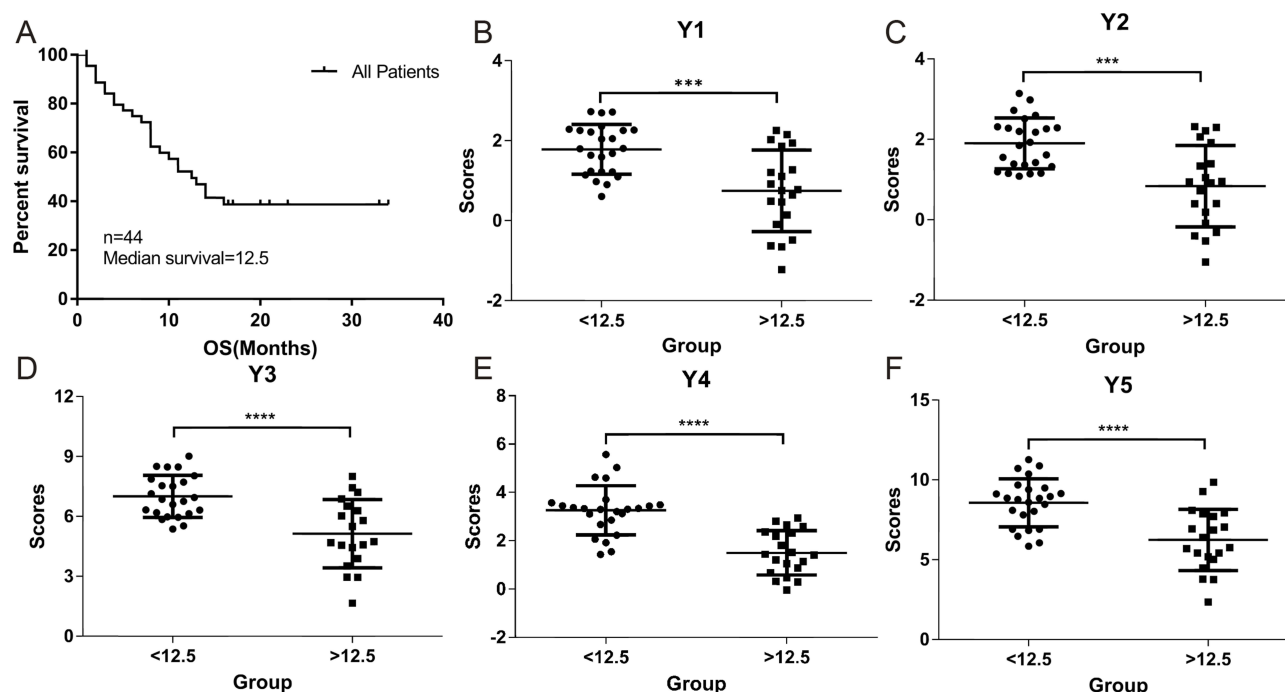 A
100
80
60
40
20
0
0 10 20 30 40
Percent survival
OS(Months)
All Patients
n=44
Median survival=12.5
B
Y1
4
2
0
-2
Scores
***
<12.5 >12.5
Group
C
Y2
4
2
0
-2
Scores
***
<12.5 >12.5
Group
D
Y3
12
9
6
3
0
Scores
****
<12.5 >12.5
Group
E
Y4
8
6
4
2
0
-2
Scores
****
<12.5 >12.5
Group
F
Y5
15
10
5
0
Scores
****
<12.5 >12.5
Group